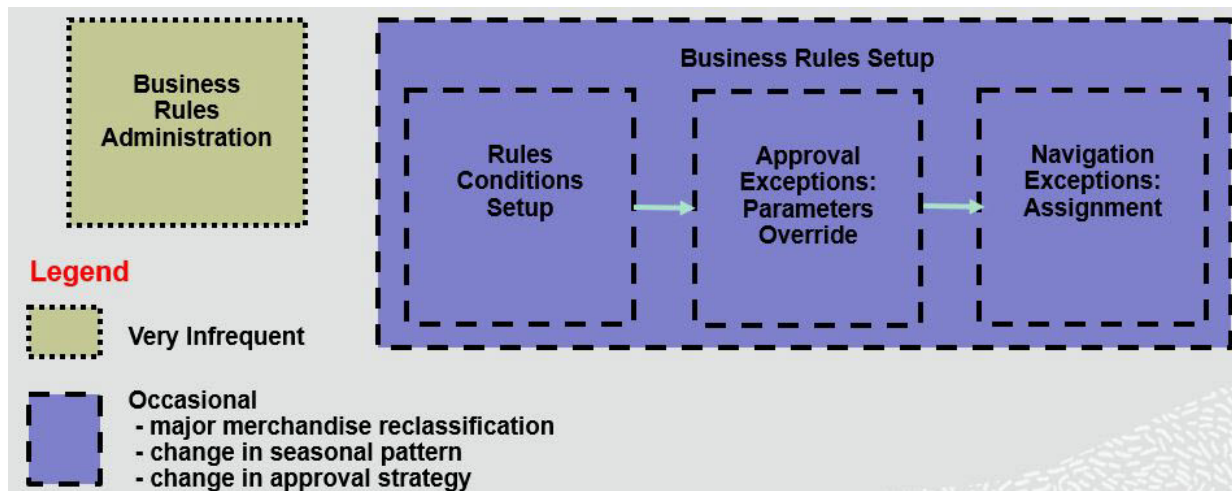 Business
Rules
Administration
Business Rules Setup
Rules
Conditions
Setup
Approval
Exceptions:
Parameters
Override
Navigation
Exceptions:
Assignment
Legend
Very Infrequent
Occasional
- major merchandise reclassification
- change in seasonal pattern
- change in approval strategy